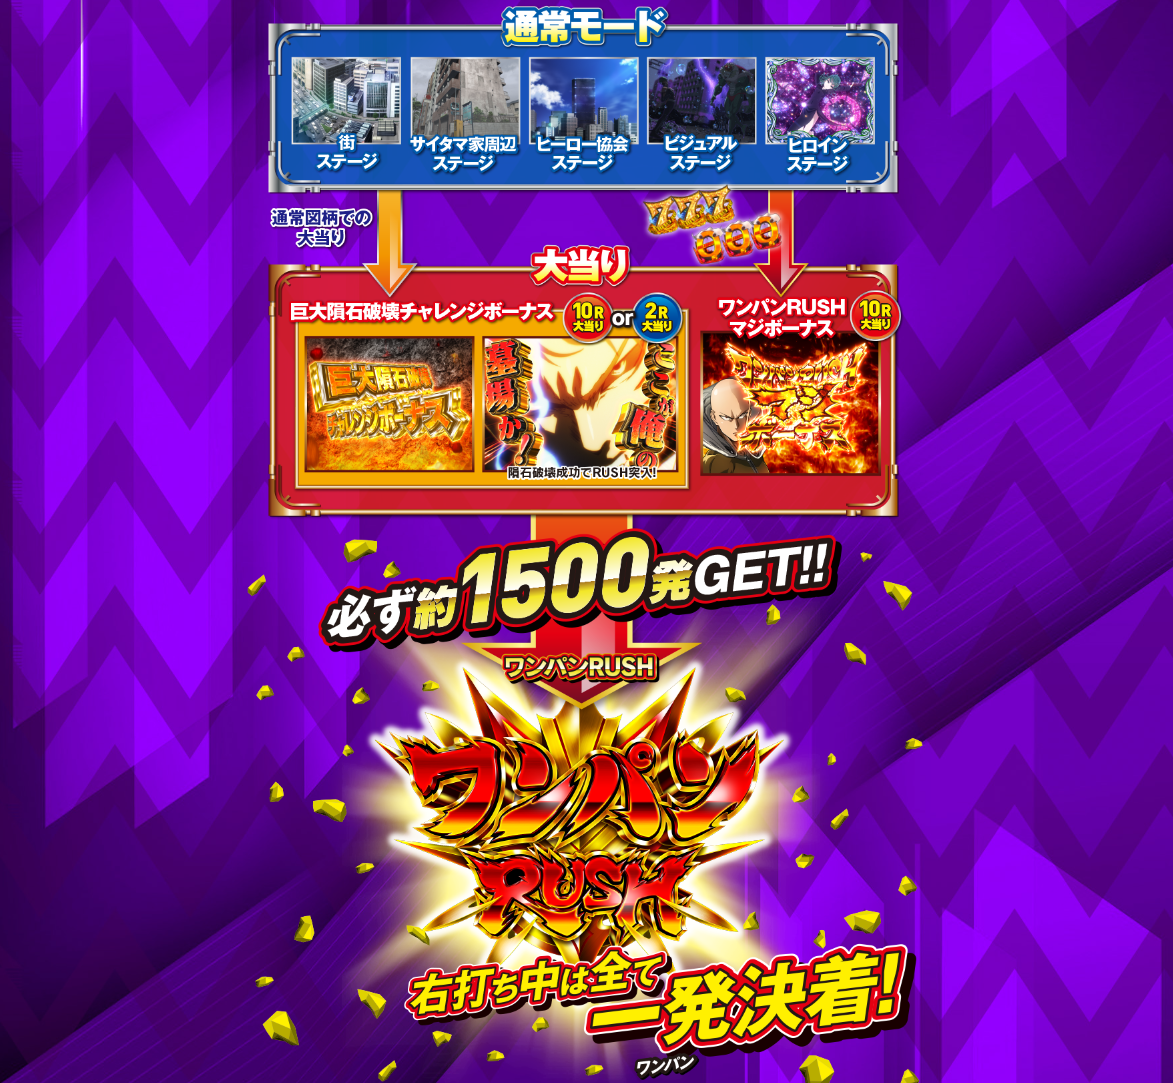 通常モード
街
ステージ
サイタマ家周辺
ステージ
ヒーロー協会
ステージ
ビジュアル
ステージ
ヒロイン
ステージ
通常図柄での
大当り
777
大当り
巨大隕石破壊チャレンジボーナス
10R
大当り
or
2R
大当り
ワンパンRUSH
マジボーナス
10R
大当り
巨大隕石破壊
チャレンジボーナス
ここが俺の
墓場か!
隕石破壊成功でRUSH突入!
ワンパンRUSH
マジ
ボーナス
必ず約1500発GET!!
ワンパンRUSH
ワンパン
RUSH
右打ち中は全て
一発決着!
ワンパン